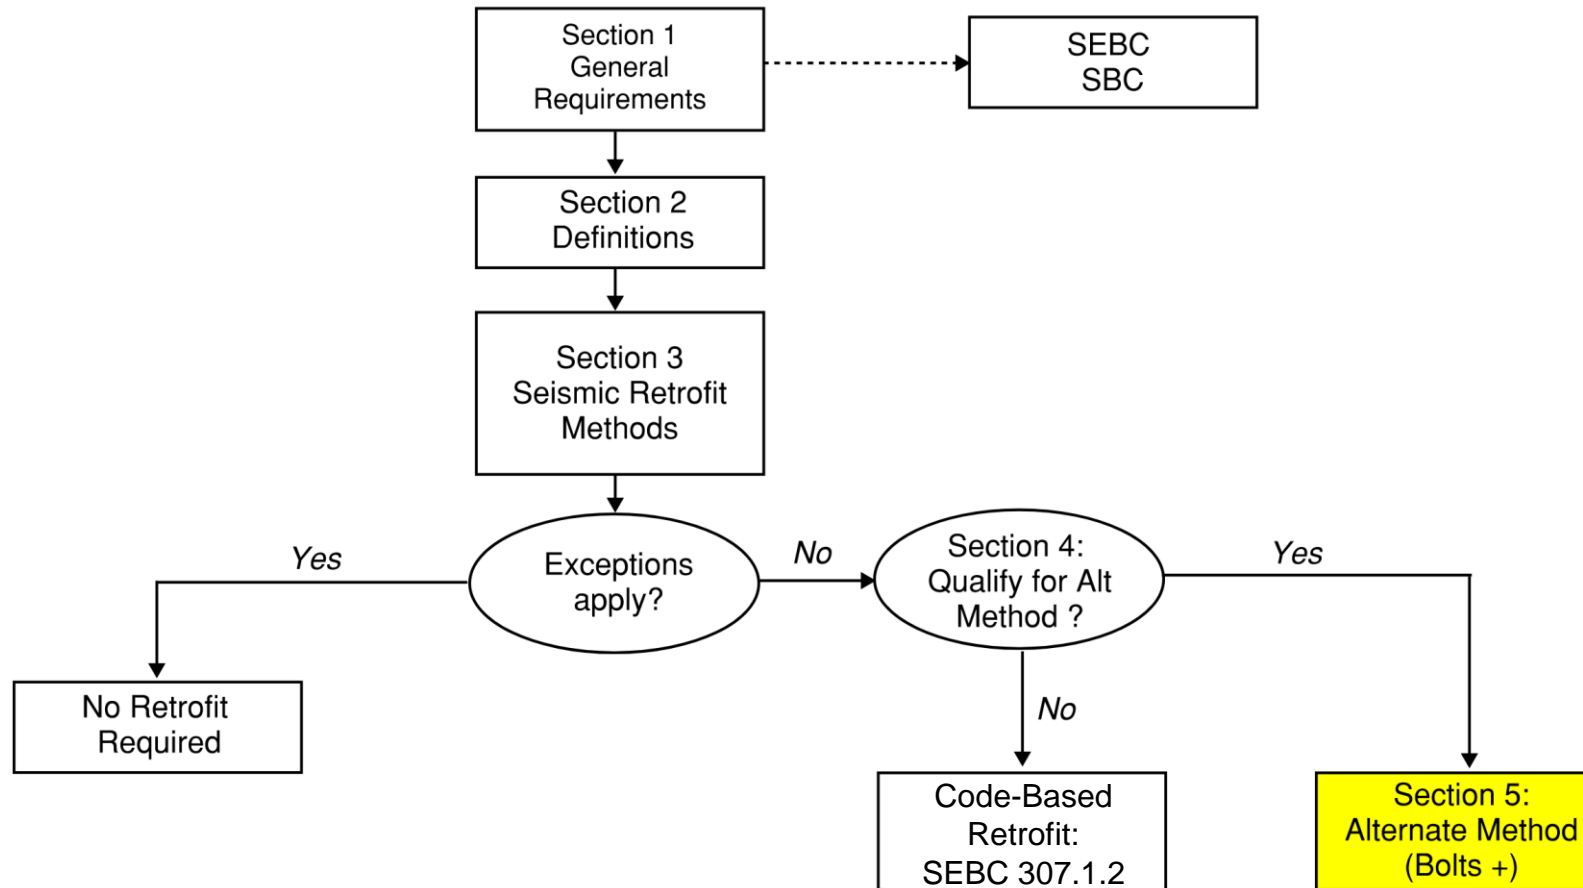 Section 1
General
Requirements
SEBC
SBC
Section 2
Definitions
Section 3
Seismic Retrofit
Methods
Yes
Exceptions
apply?
No
Section 4:
Qualify for Alt
Method ?
Yes
No Retrofit
Required
No
Code-Based
Retrofit:
SEBC 307.1.2
Section 5:
Alternate Method
(Bolts +)